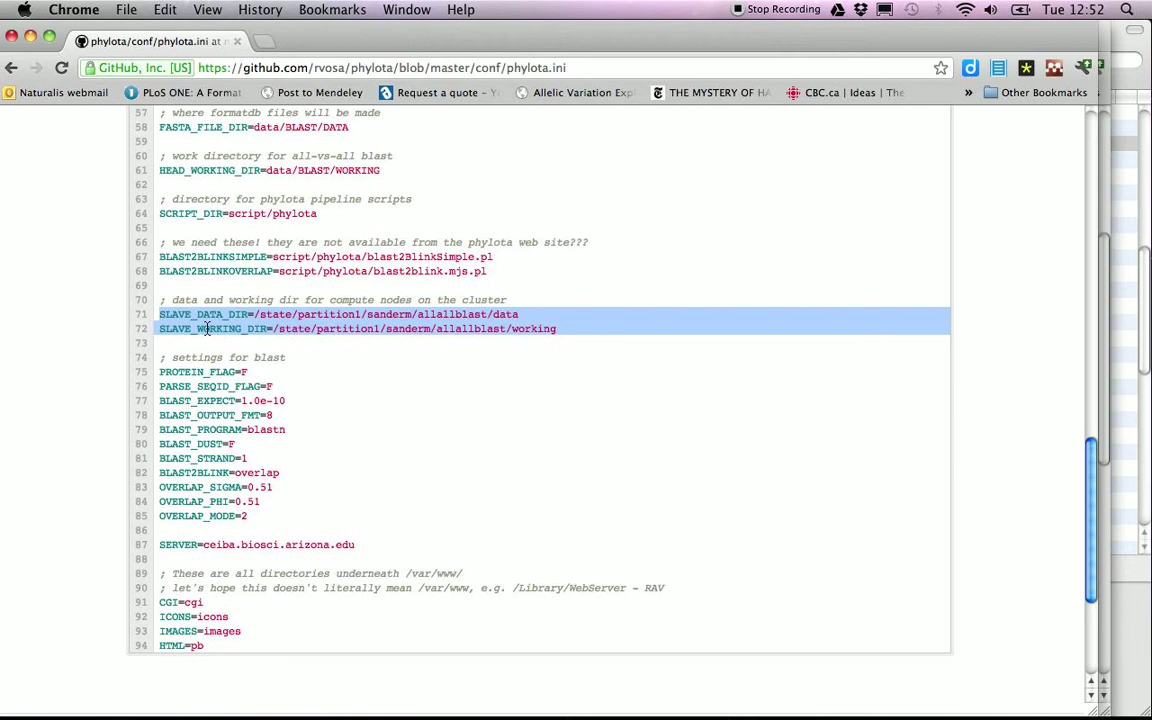 Chrome File Edit View History Bookmarks Window Help Stop Recording Tue 12:52
phylota/conf/phylota.ini at
GitHub, Inc. [US] https://github.com/rvosa/phylota/blob/master/conf/phylota.ini
Naturalis webmail PLoS ONE: A Format Post to Mendeley Request a quote - Allelic Variation Exp THE MYSTERY OF CBC.ca | Ideas | The » Other Bookmarks
57 ; where formatdb files will be made
58 FASTA_FILE_DIR=data/BLAST/DATA
59
60 ; work directory for all-vs-all blast
61 HEAD_WORKING_DIR=data/BLAST/WORKING
62
63 ; directory for phylota pipeline scripts
64 SCRIPT_DIR=script/phylota
65
66 ; we need these! they are not available from the phylota web site???
67 BLAST2BLINKSIMPLE=script/phylota/blast2BlinkSimple.pl
68 BLAST2BLINKOVERLAP=script/phylota/blast2blink.mjs.pl
69
70 ; data and working dir for compute nodes on the cluster
71 SLAVE_DATA_DIR=/state/partition1/sanderm/allallblast/data
72 SLAVE_WORKING_DIR=/state/partition1/sanderm/allallblast/working
73
74 ; settings for blast
75 PROTEIN_FLAG=F
76 PARSE_SEQID_FLAG=F
77 BLAST_EXPECT=1.0e-10
78 BLAST_OUTPUT_FMT=8
79 BLAST_PROGRAM=blastn
80 BLAST_DUST=F
81 BLAST_STRAND=1
82 BLAST2BLINK=overlap
83 OVERLAP_SIGMA=0.51
84 OVERLAP_PHI=0.51
85 OVERLAP_MODE=2
86
87 SERVER=ceiba.biosci.arizona.edu
88
89 ; These are all directories underneath /var/www/
90 ; let's hope this doesn't literally mean /var/www, e.g. /Library/WebServer - RAV
91 CGI=cgi
92 ICONS=icons
93 IMAGES=images
94 HTML=pb